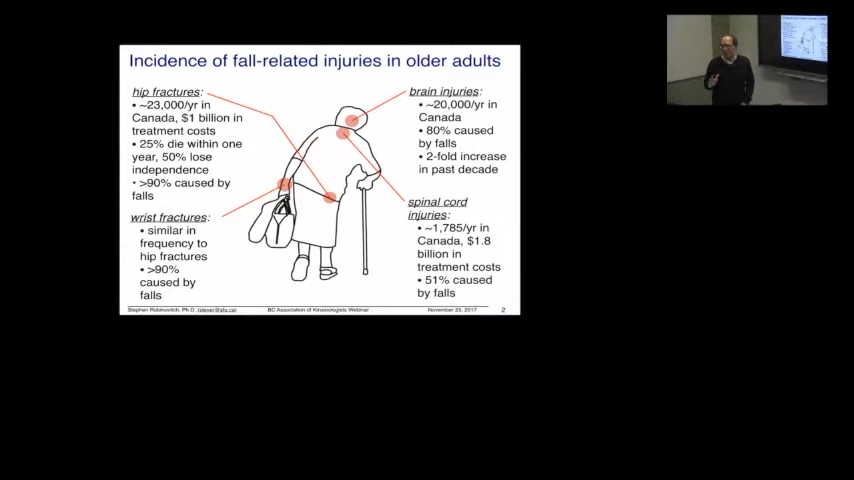 Incidence of fall-related injuries in older adults
hip fractures:
• ~23,000/yr in
Canada, $1 billion in
treatment costs
• 25% die within one
year, 50% lose
independence
• >90% caused by
falls
wrist fractures:
• similar in
frequency to
hip fractures
• >90%
caused by
falls
brain injuries:
• ~20,000/yr in
Canada
• 80% caused
by falls
• 2-fold increase
in past decade
spinal cord
injuries:
• ~1,785/yr in
Canada, $1.8
billion in
treatment costs
• 51% caused
by falls
Stephen Robinovitch, Ph.D. (stever@sfu.ca)
BC Association of Kinesiologists Webinar
November 23, 2017
2